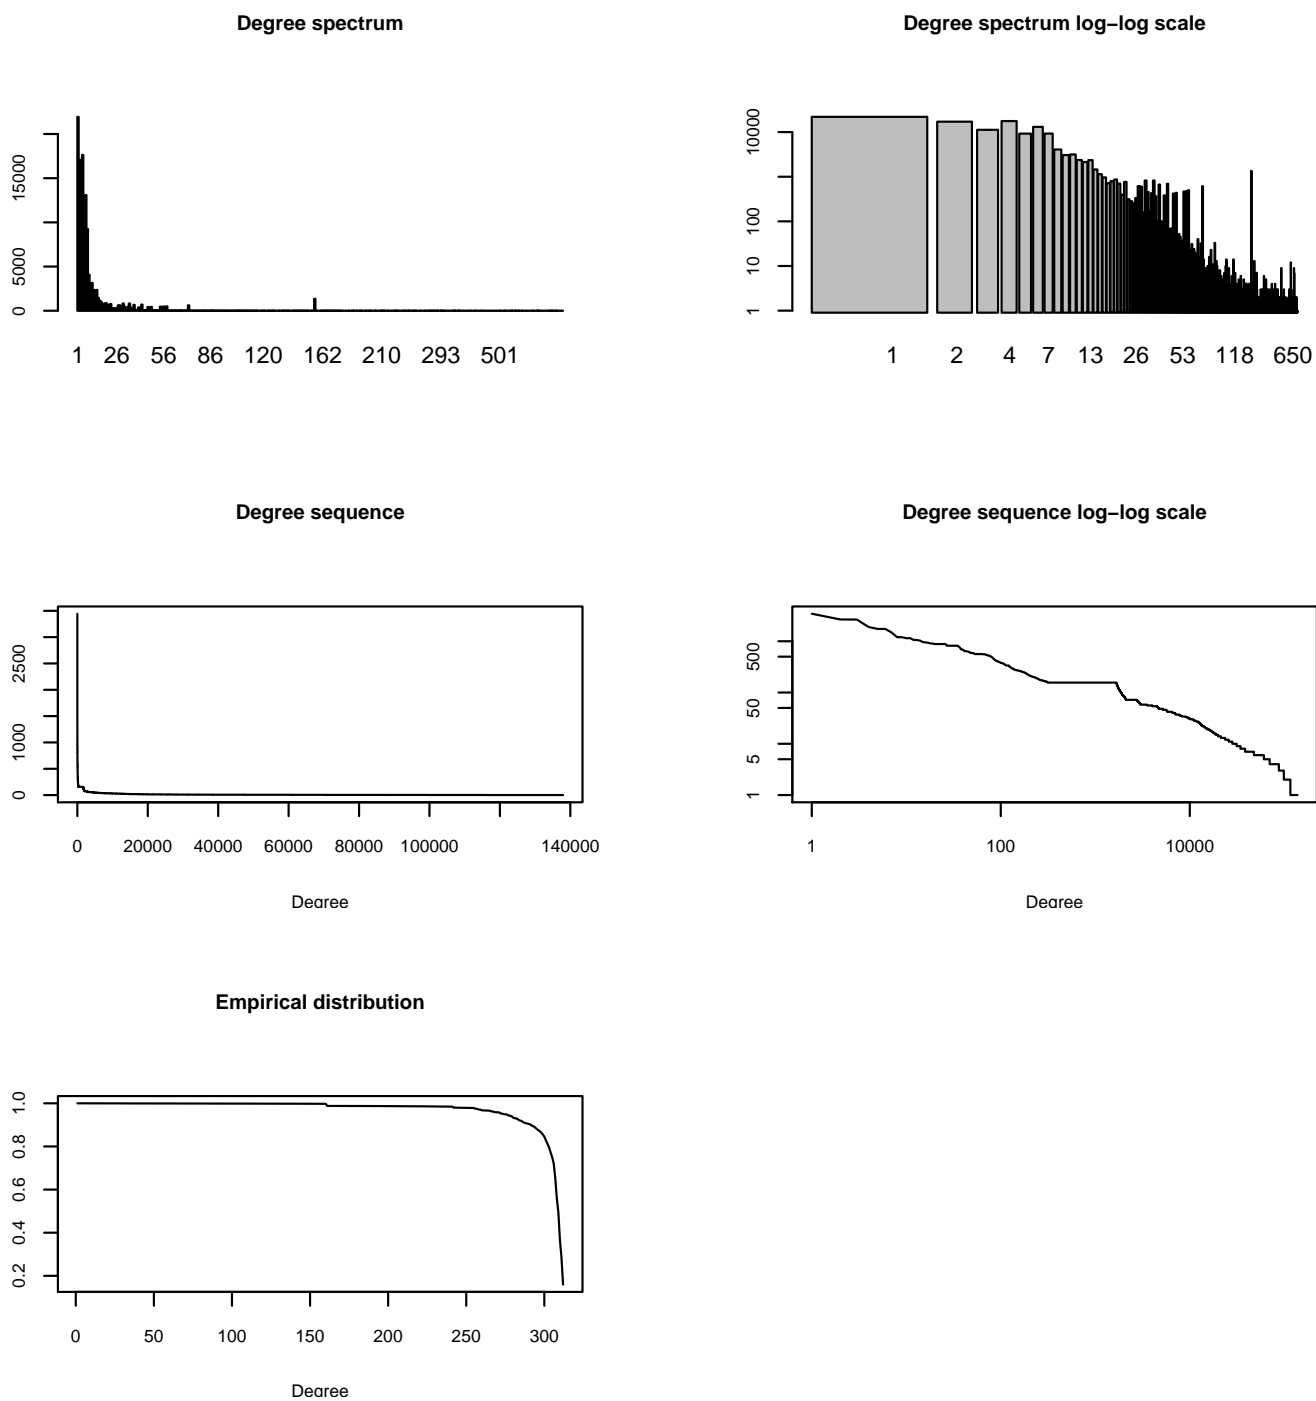 Degree spectrum
0 5000 15000
1 26 56 86 120 162 210 293 501
Degree spectrum log–log scale
1 10 100 10000
1 2 4 7 13 26 53 118 650
Degree sequence
0 1000 2500
0 20000 40000 60000 80000 100000 140000
Degree
Degree sequence log–log scale
1 5 50 500
1 100 10000
Degree
Empirical distribution
0.2 0.4 0.6 0.8 1.0
0 50 100 150 200 250 300
Degree